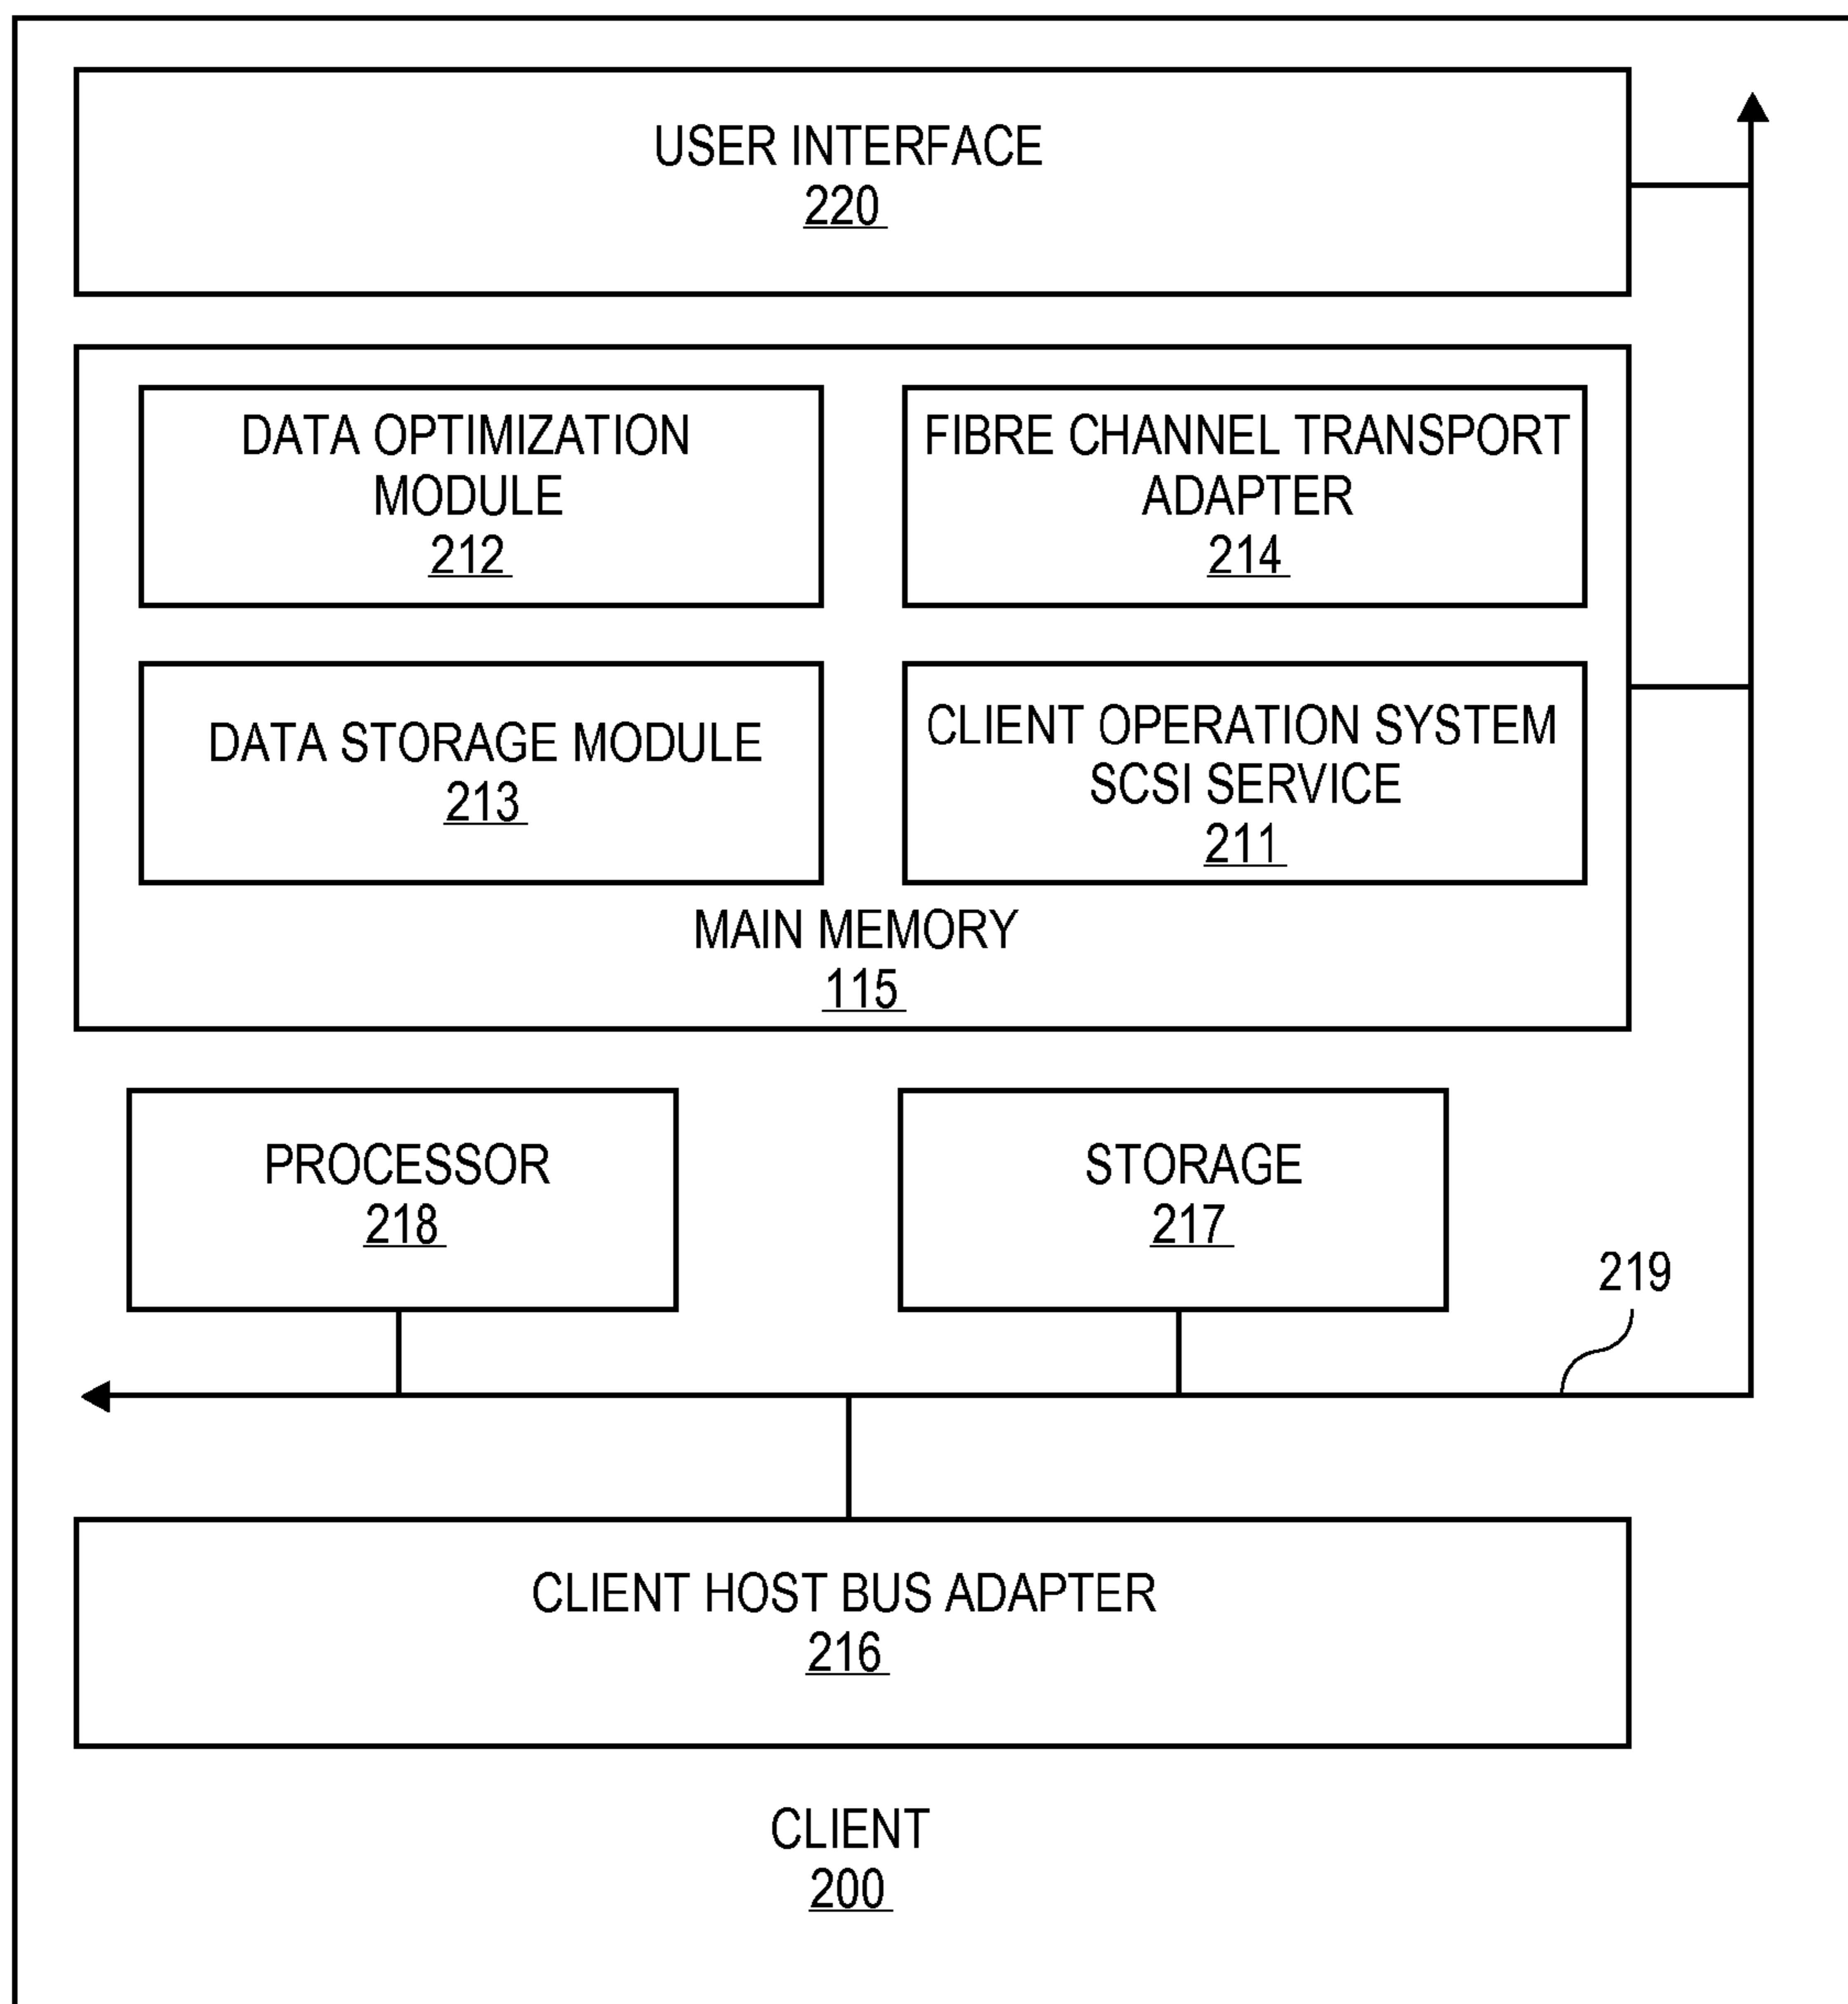 USER INTERFACE
220
DATA OPTIMIZATION
MODULE
212
FIBRE CHANNEL TRANSPORT
ADAPTER
214
DATA STORAGE MODULE
213
CLIENT OPERATION SYSTEM
SCSI SERVICE
211
MAIN MEMORY
115
PROCESSOR
218
STORAGE
217
219
CLIENT HOST BUS ADAPTER
216
CLIENT
200